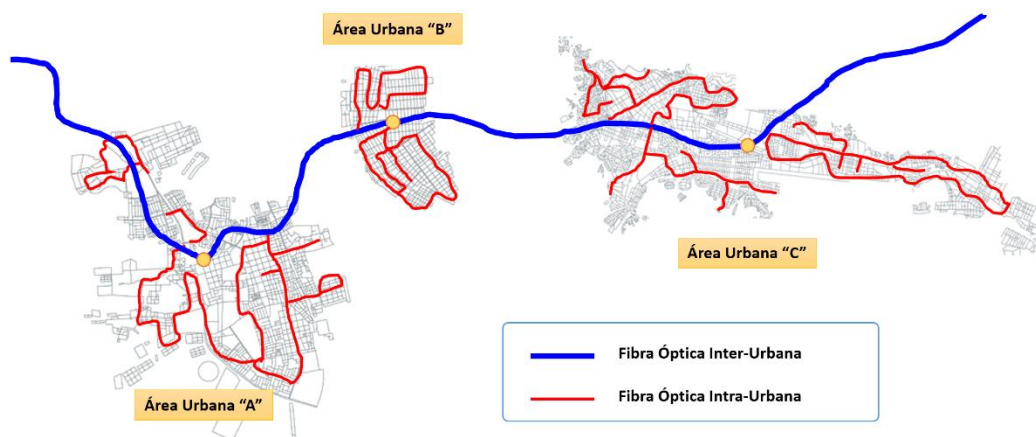 Área Urbana “B”
Área Urbana “C”
Fibra Óptica Inter-Urbana
Fibra Óptica Intra-Urbana
Área Urbana “A”